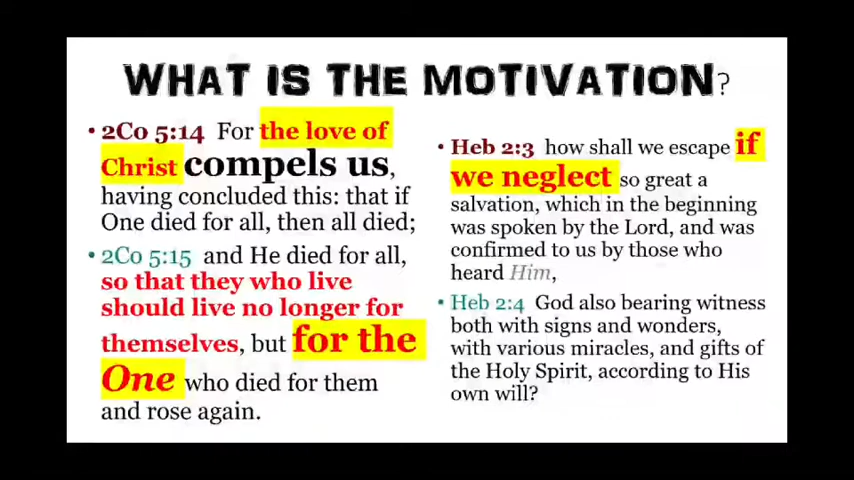 WHAT IS THE MOTIVATION?
• 2Co 5:14 For the love of
Christ compels us,
having concluded this: that if
One died for all, then all died;
• 2Co 5:15 and He died for all,
so that they who live
should live no longer for
themselves, but for the
One who died for them
and rose again.
• Heb 2:3 how shall we escape if
we neglect so great a
salvation, which in the beginning
was spoken by the Lord, and was
confirmed to us by those who
heard Him,
• Heb 2:4 God also bearing witness
both with signs and wonders,
with various miracles, and gifts of
the Holy Spirit, according to His
own will?